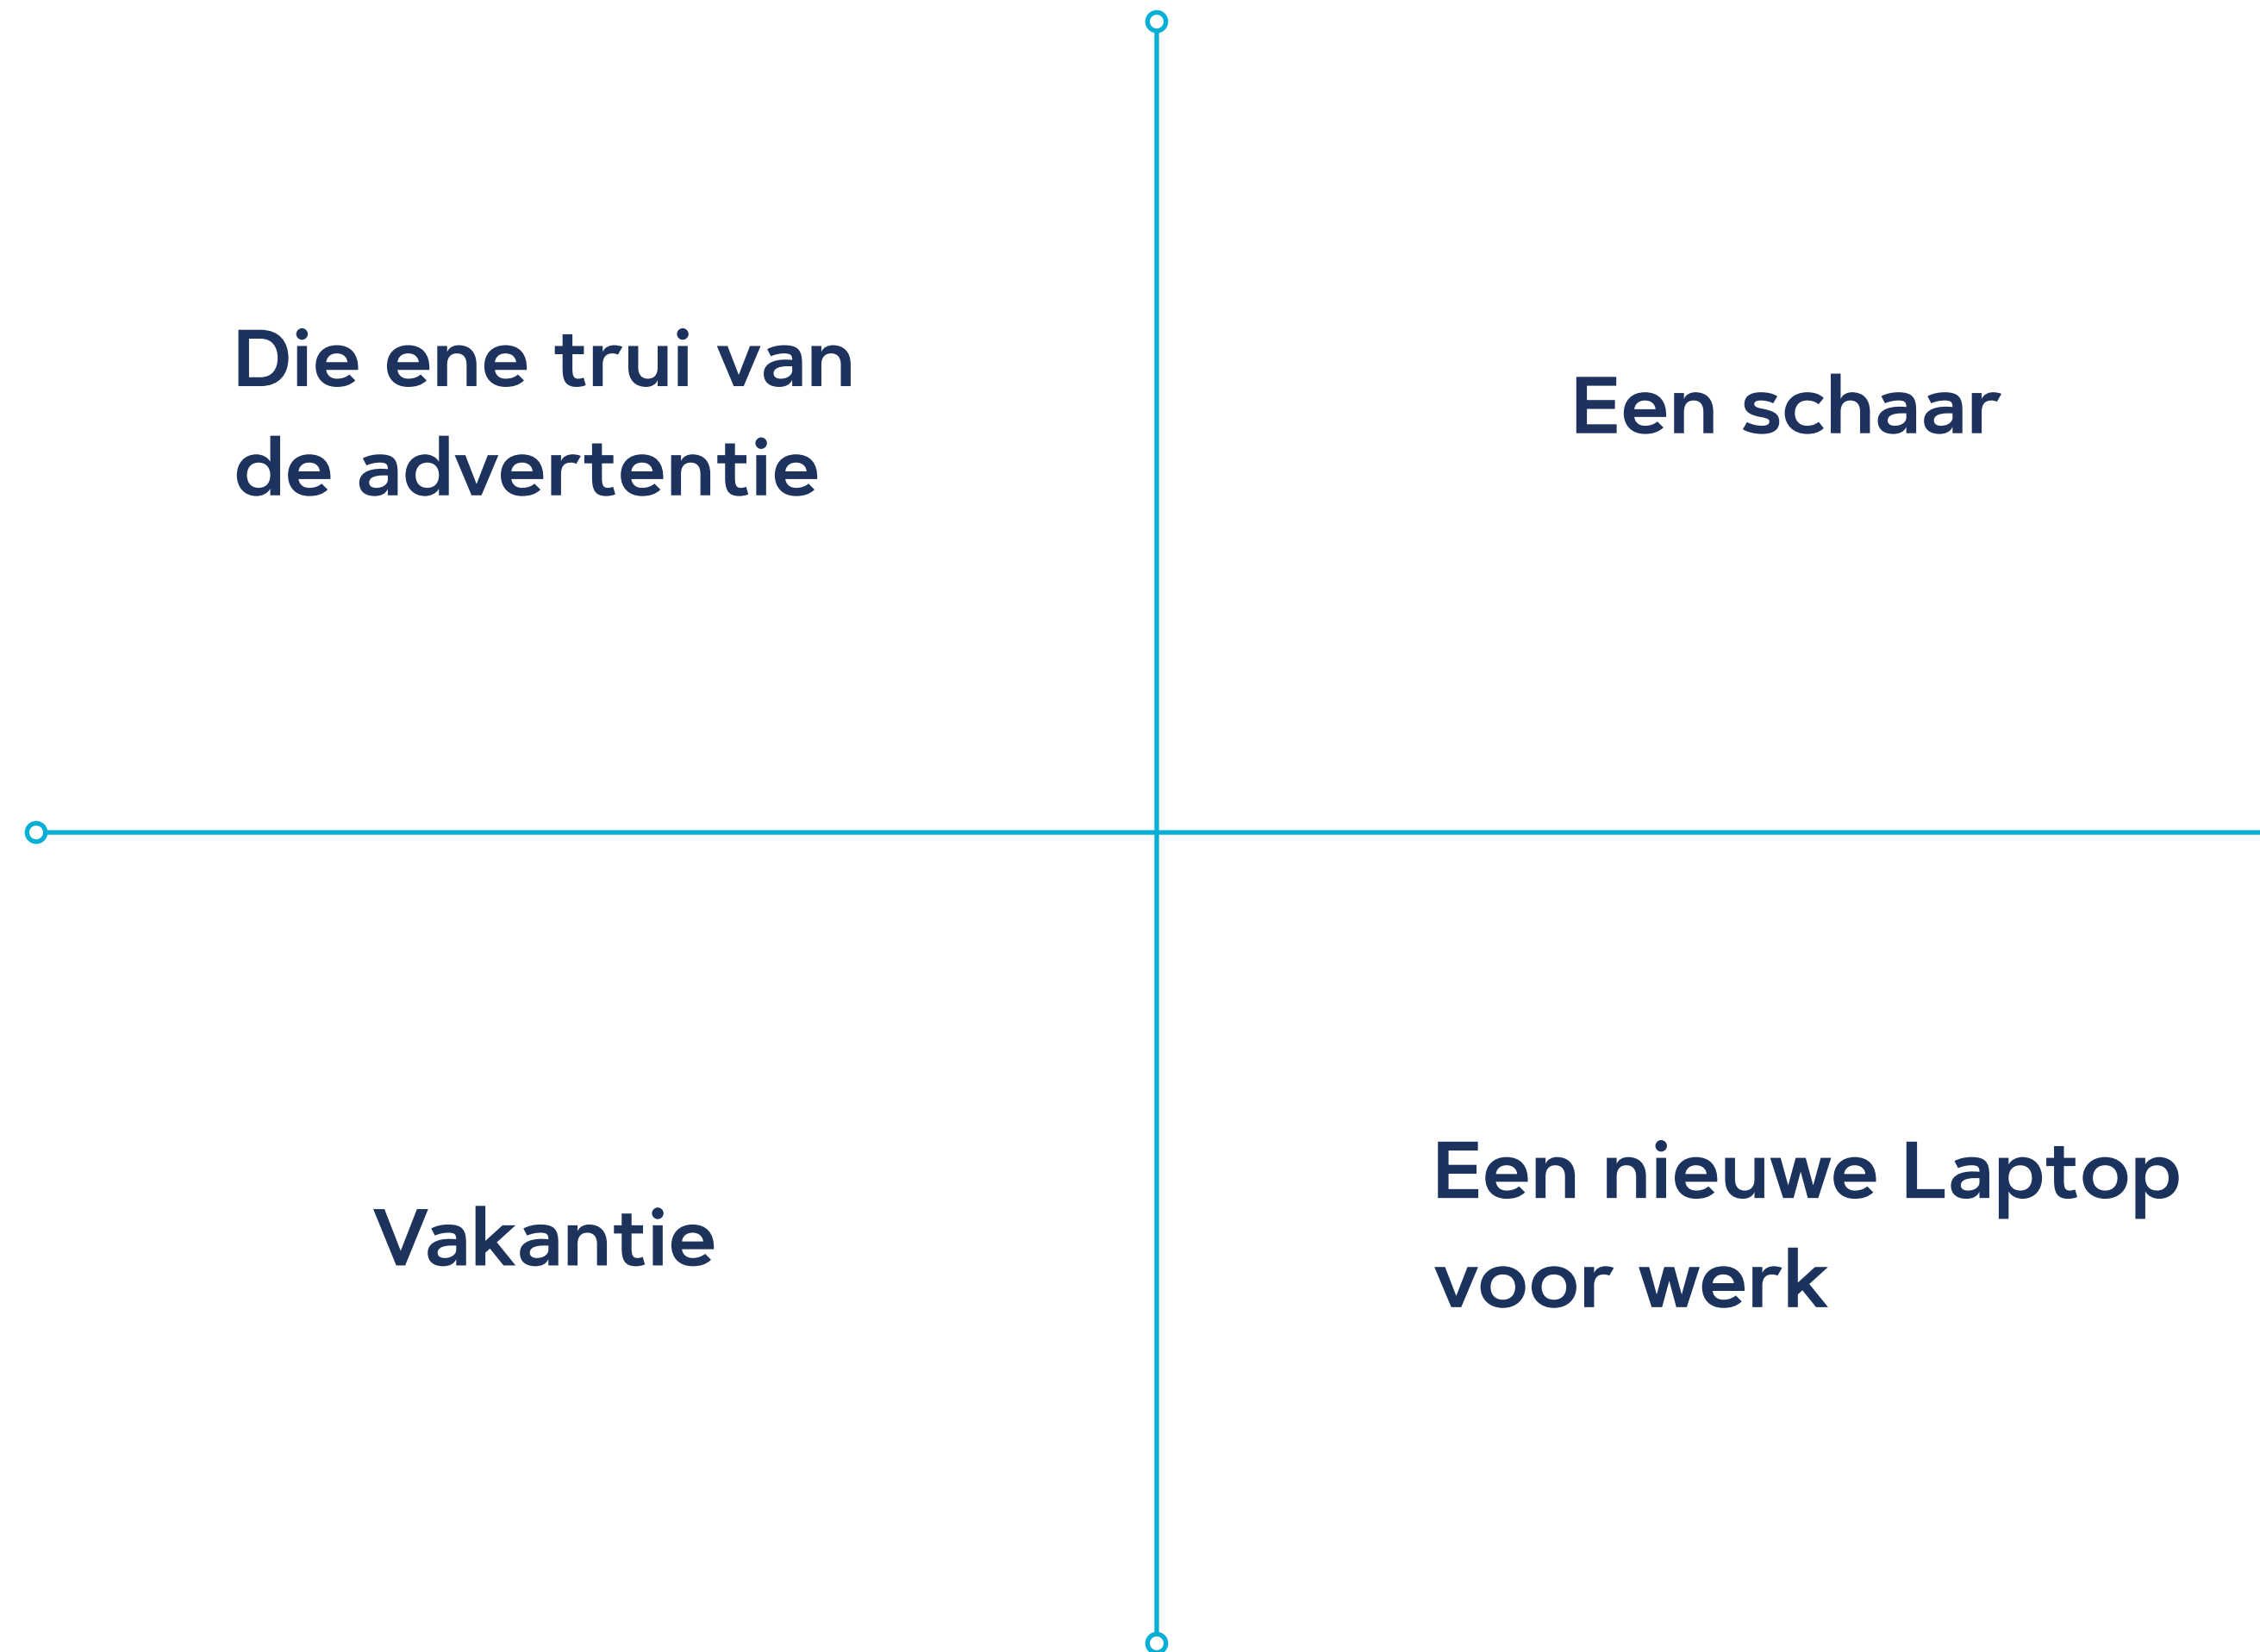 Die ene trui van
de advertentie
Een schaar
Vakantie
Een nieuwe Laptop
voor werk